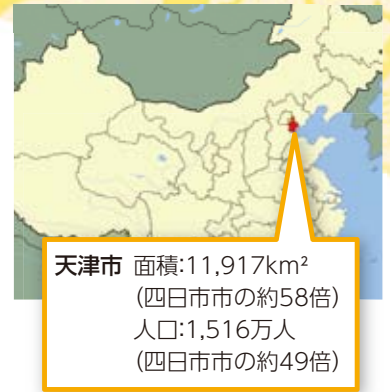 天津市 面積:11,917km²
(四日市市の約58倍)
人口:1,516万人
(四日市市の約49倍)